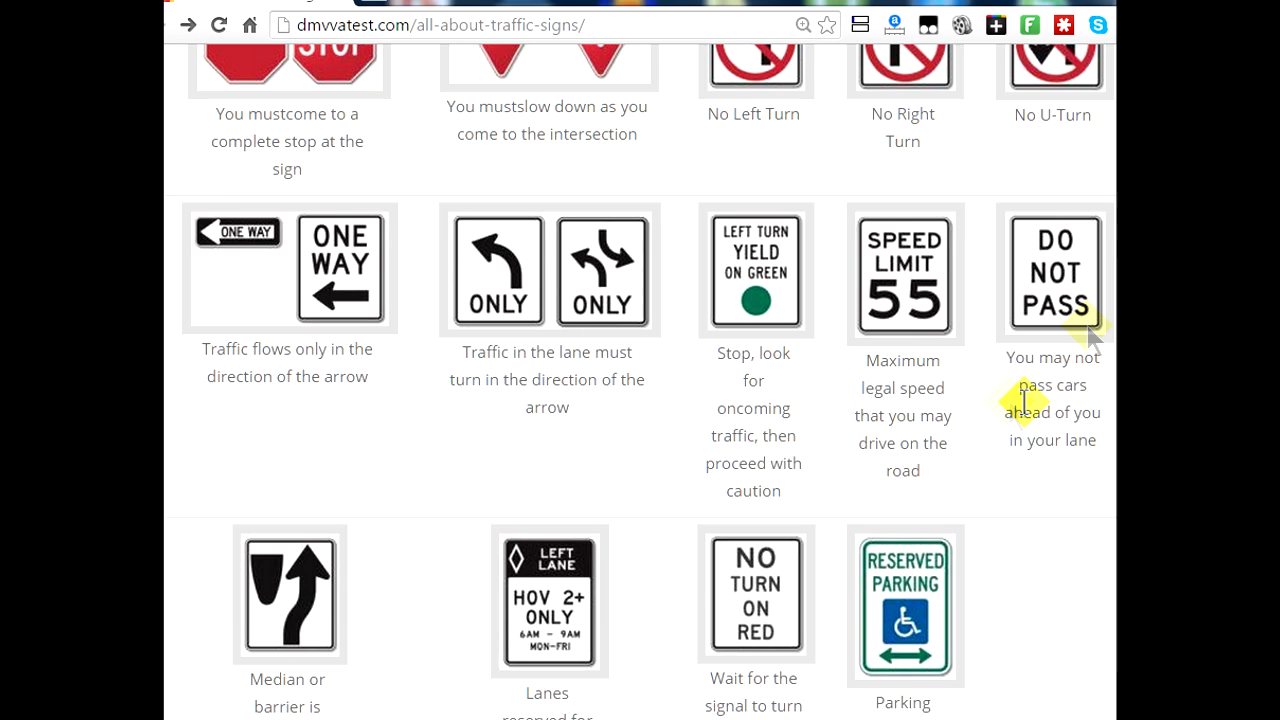 dmvvatest.com/all-about-traffic-signs/
STOP
You mustcome to a
complete stop at the
sign
You mustslow down as you
come to the intersection
No Left Turn
No Right
Turn
No U-Turn
ONE WAY
ONE
WAY
Traffic flows only in the
direction of the arrow
ONLY
ONLY
Traffic in the lane must
turn in the direction of the
arrow
LEFT TURN
YIELD
ON GREEN
Stop, look
for
oncoming
traffic, then
proceed with
caution
SPEED
LIMIT
55
Maximum
legal speed
that you may
drive on the
road
DO
NOT
PASS
You may not
pass cars
ahead of you
in your lane
Median or
barrier is
LEFT
LANE
HOV 2+
ONLY
6AM - 9AM
MON-FRI
Lanes
reserved for
NO
TURN
ON
RED
Wait for the
signal to turn
RESERVED
PARKING
Parking